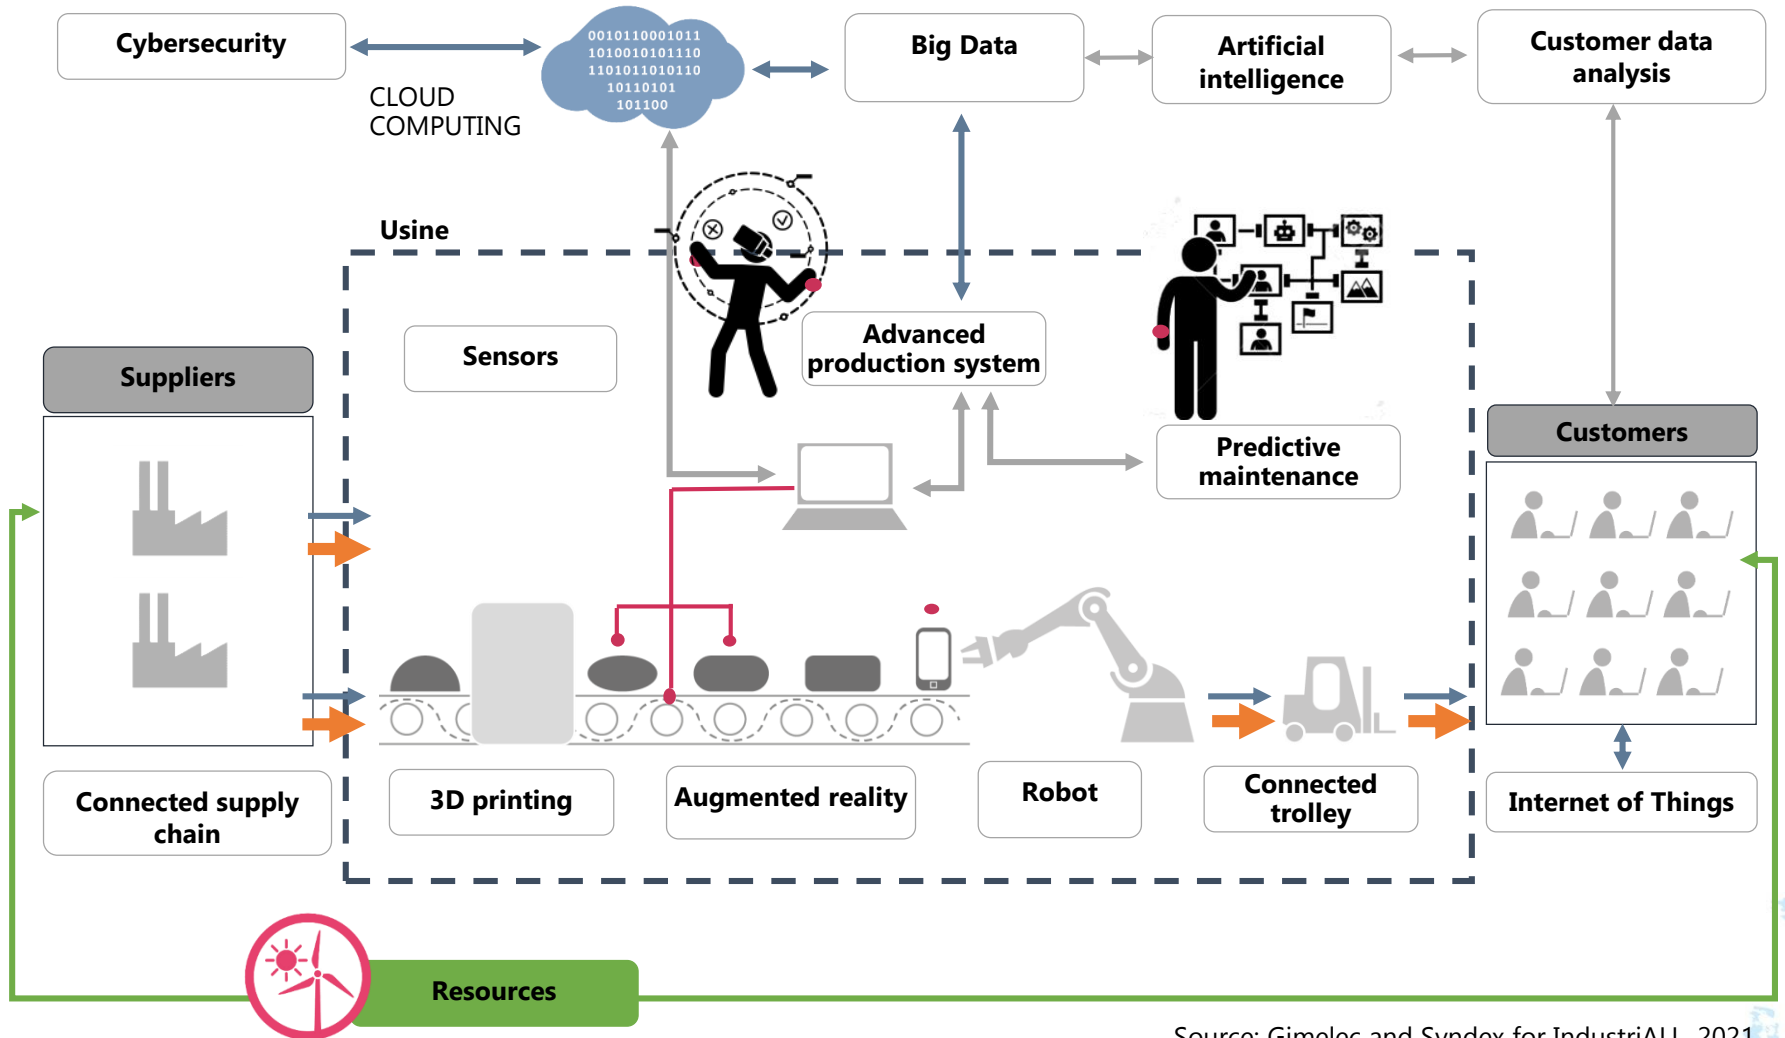 Cybersecurity
0010110001011
1010010101110
1101011010110
10110101
101100
CLOUD
COMPUTING
Big Data
Artificial
intelligence
Customer data
analysis
Usine
Sensors
Advanced
production system
Suppliers
Predictive
maintenance
Customers
Connected supply
chain
3D printing
Augmented reality
Robot
Connected
trolley
Internet of Things
Resources
Source: Gimelec and Syndex for IndustriALL, 2021